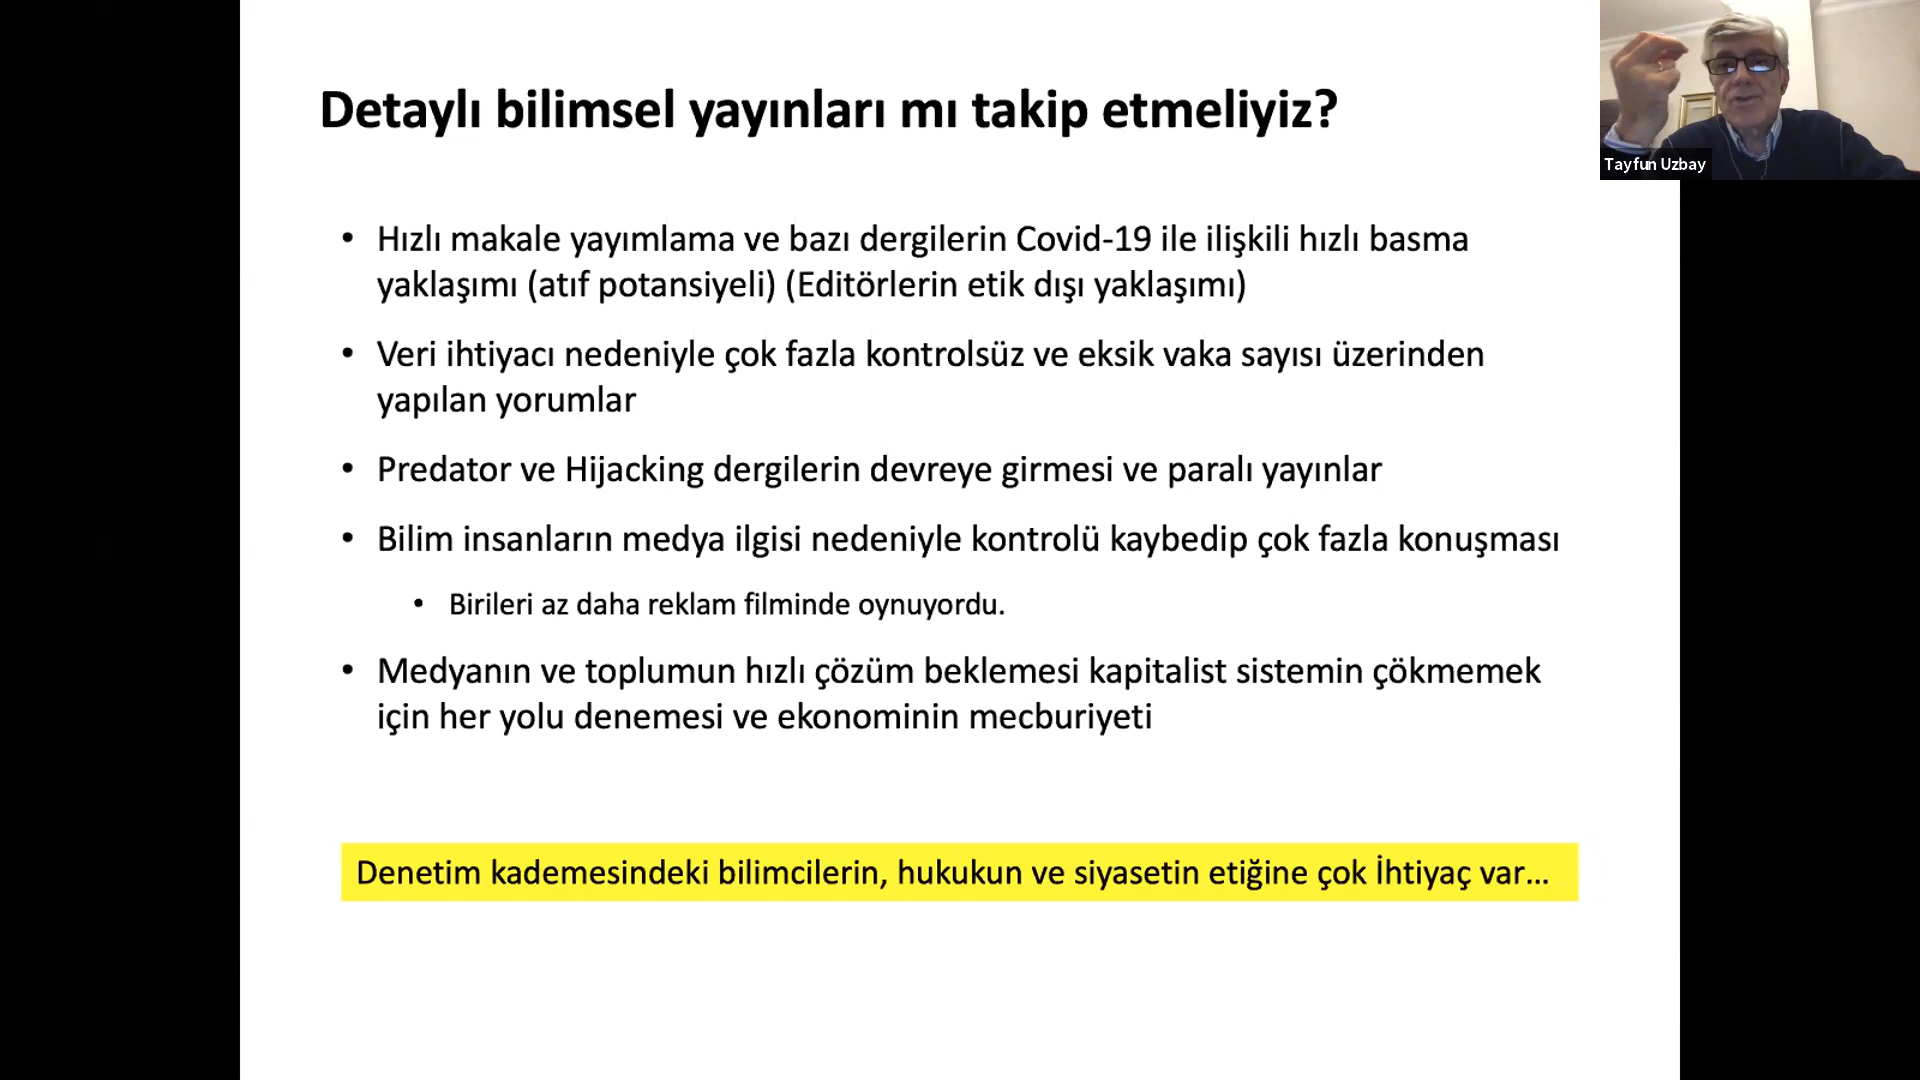 Detaylı bilimsel yayınları mı takip etmeliyiz?
Tayfun Uzbay
• Hızlı makale yayımlama ve bazı dergilerin Covid-19 ile ilişkili hızlı basma
yaklaşımı (atıf potansiyeli) (Editörlerin etik dışı yaklaşımı)
• Veri ihtiyacı nedeniyle çok fazla kontrolsüz ve eksik vaka sayısı üzerinden
yapılan yorumlar
• Predator ve Hijacking dergilerin devreye girmesi ve paralı yayınlar
• Bilim insanların medya ilgisi nedeniyle kontrolü kaybedip çok fazla konuşması
• Birileri az daha reklam filminde oynuyordu.
• Medyanın ve toplumun hızlı çözüm beklemesi kapitalist sistemin çökmemek
için her yolu denemesi ve ekonominin mecburiyeti
Denetim kademesindeki bilimcilerin, hukukun ve siyasetin etiğine çok İhtiyaç var...